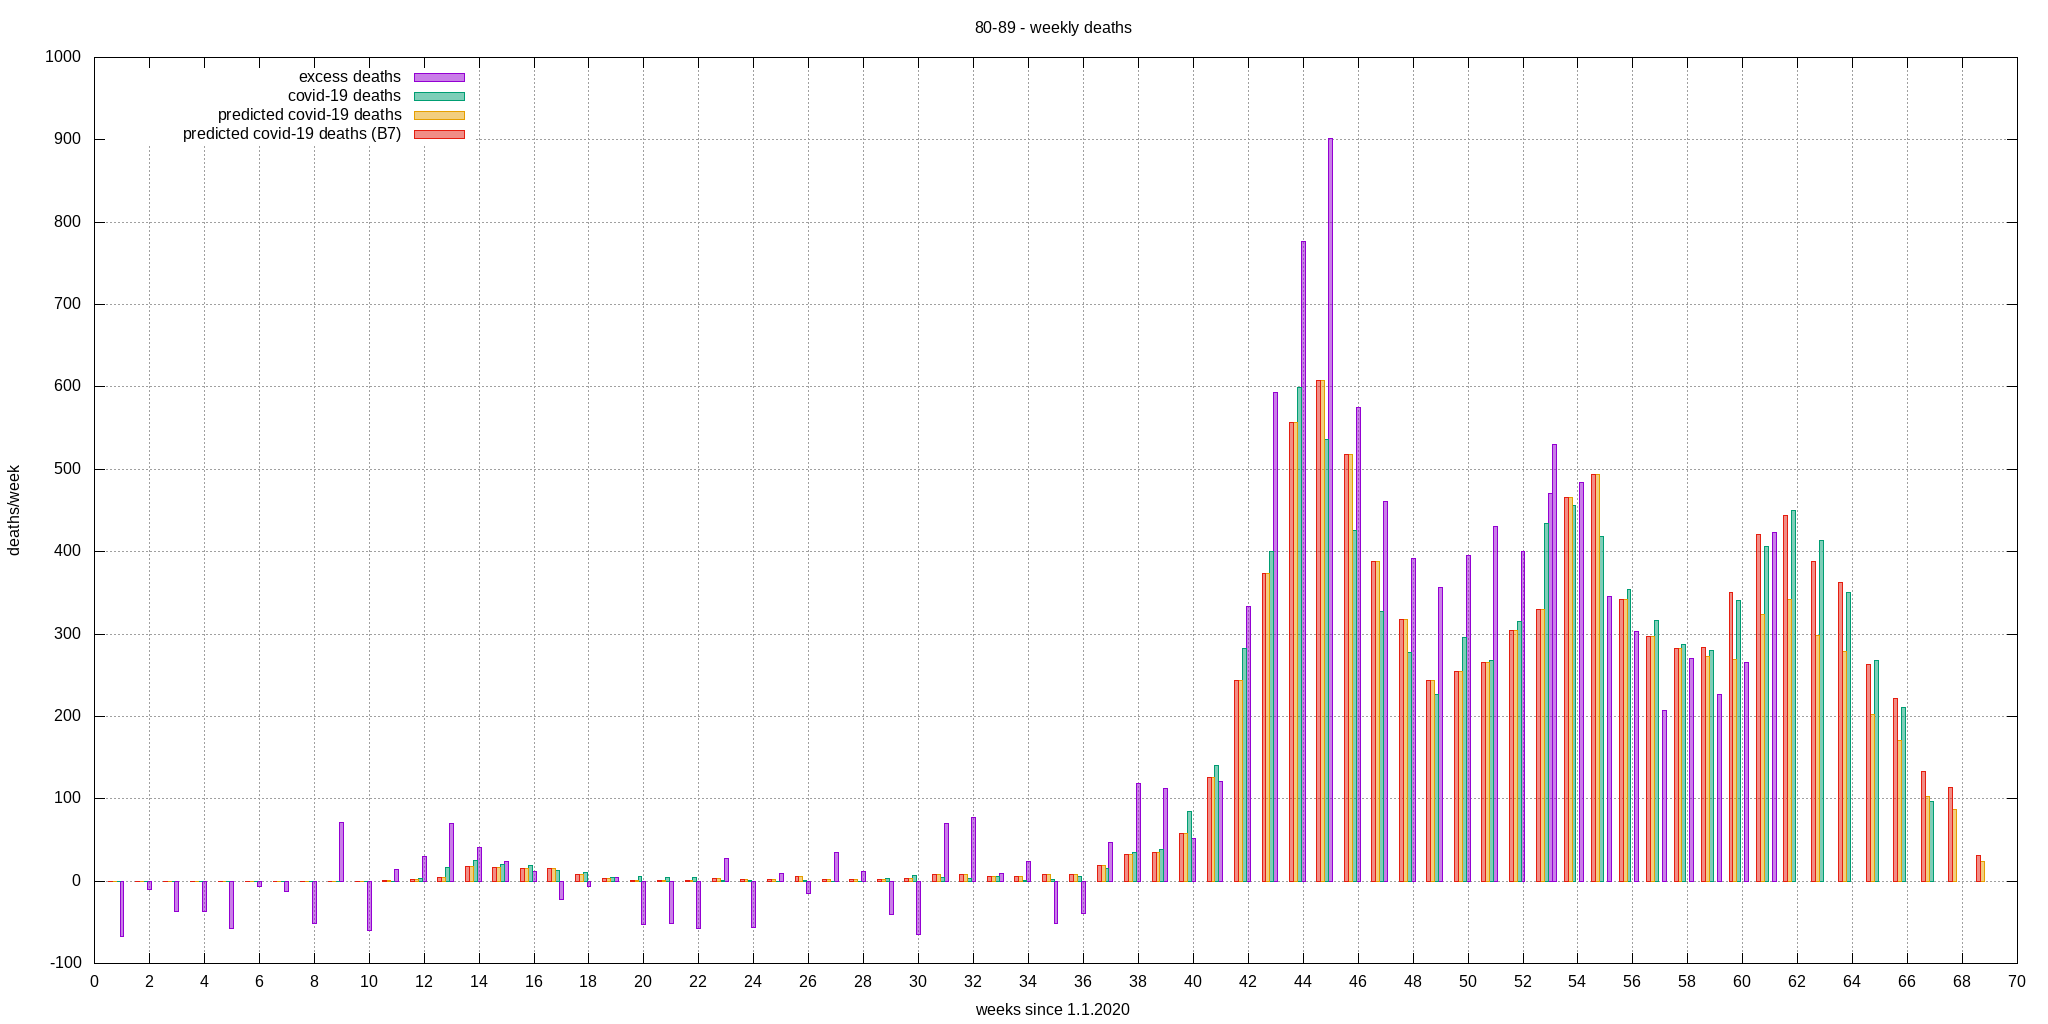 80-89 - weekly deaths
excess deaths
covid-19 deaths
predicted covid-19 deaths
predicted covid-19 deaths (B7)
1000
900
800
700
600
500
400
300
200
100
0
-100
deaths/week
0 2 4 6 8 10 12 14 16 18 20 22 24 26 28 30 32 34 36 38 40 42 44 46 48 50 52 54 56 58 60 62 64 66 68 70
weeks since 1.1.2020